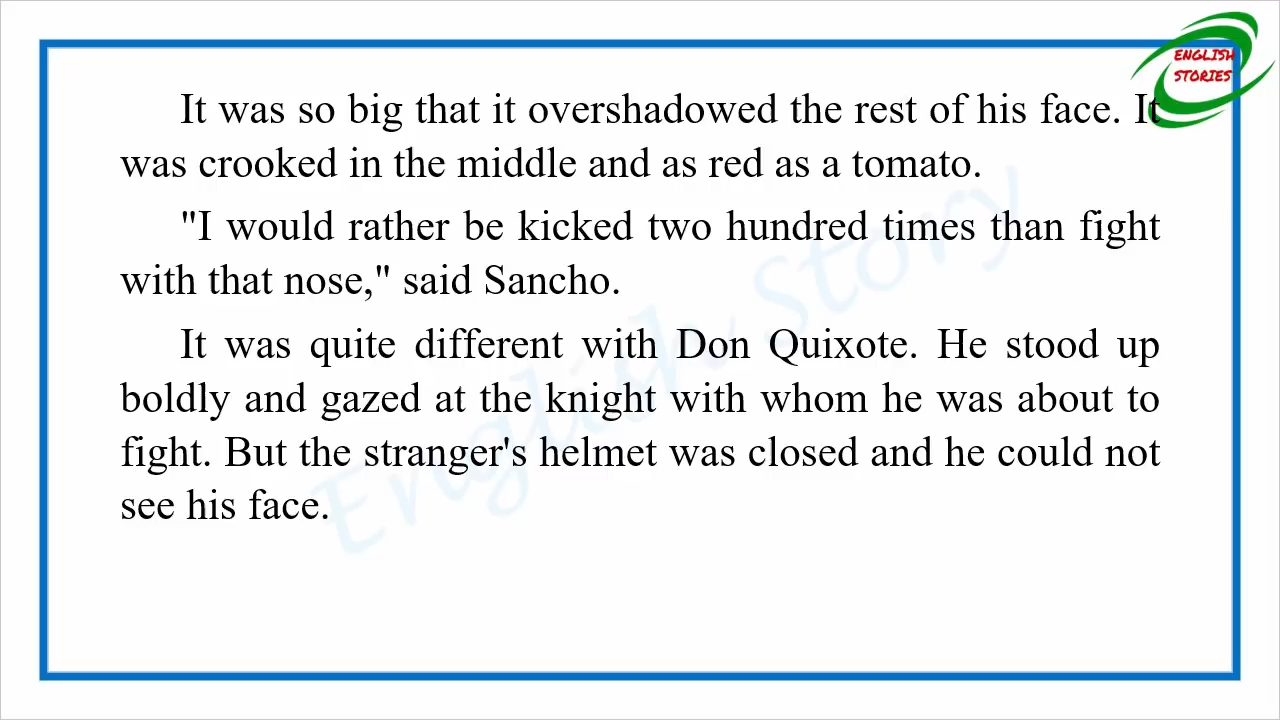 ENGLISH
STORIES
It was so big that it overshadowed the rest of his face. It
was crooked in the middle and as red as a tomato.
"I would rather be kicked two hundred times than fight
with that nose," said Sancho.
It was quite different with Don Quixote. He stood up
boldly and gazed at the knight with whom he was about to
fight. But the stranger's helmet was closed and he could not
see his face.
English Story